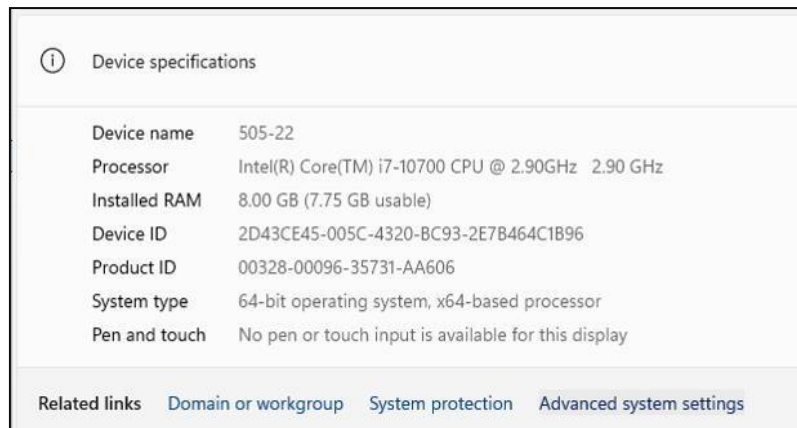 Device specifications
Device name 505-22
Processor Intel(R) Core(TM) i7-10700 CPU @ 2.90GHz 2.90 GHz
Installed RAM 8.00 GB (7.75 GB usable)
Device ID 2D43CE45-005C-4320-BC93-2E7B464C1B96
Product ID 00328-00096-35731-AA606
System type 64-bit operating system, x64-based processor
Pen and touch No pen or touch input is available for this display
Related links Domain or workgroup System protection Advanced system settings